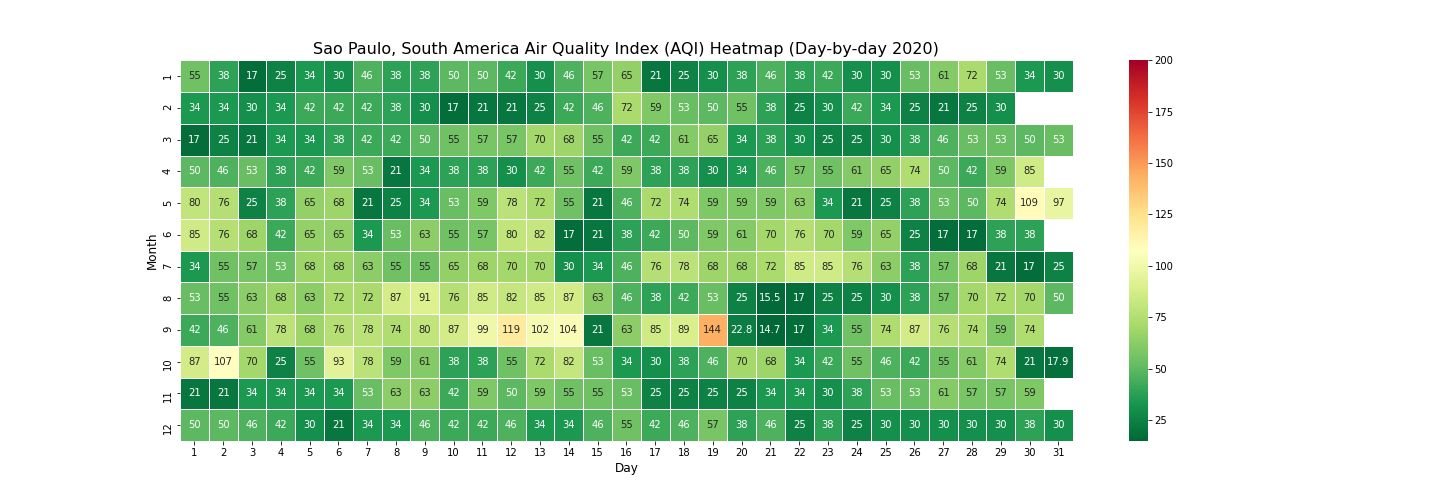 Sao Paulo, South America Air Quality Index (AQI) Heatmap (Day-by-day 2020)
Month
1 55 38 17 25 34 30 46 38 38 50 50 42 30 46 57 65 21 25 30 38 46 38 42 30 30 53 61 72 53 34 30
2 34 34 30 34 42 42 42 38 30 17 21 21 25 42 46 72 59 53 50 55 38 25 30 42 34 25 21 25 30
3 17 25 21 34 34 38 42 42 50 55 57 57 70 68 55 42 42 61 65 34 38 30 25 25 30 38 46 53 53 50 53
4 50 46 53 38 42 59 53 21 34 38 38 30 42 55 42 59 38 38 30 34 46 57 55 61 65 74 50 42 59 85
5 80 76 25 38 65 68 21 25 34 53 59 78 72 55 21 46 72 74 59 59 59 63 34 21 25 38 53 50 74 109 97
6 85 76 68 42 65 65 34 53 63 55 57 80 82 17 21 38 42 50 59 61 70 76 70 59 65 25 17 17 38 38
7 34 55 57 53 68 68 63 55 55 65 68 70 70 30 34 46 76 78 68 68 72 85 85 76 63 38 57 68 21 17 25
8 53 55 63 68 63 72 72 87 91 76 85 82 85 87 63 46 38 42 53 25 15.5 17 25 25 30 38 57 70 72 70 50
9 42 46 61 78 68 76 78 74 80 87 99 119 102 104 21 63 85 89 144 22.8 14.7 17 34 55 74 87 76 74 59 74
10 87 107 70 25 55 93 78 59 61 38 38 55 72 82 53 34 30 38 46 70 68 34 42 55 46 42 55 61 74 21 17.9
11 21 21 34 34 34 34 53 63 63 42 59 50 59 55 55 53 25 25 25 25 34 34 30 38 53 53 61 57 57 59
12 50 50 46 42 30 21 34 34 46 42 42 46 34 34 46 55 42 46 57 38 46 25 38 25 30 30 30 30 30 38 30
1 2 3 4 5 6 7 8 9 10 11 12 13 14 15 16 17 18 19 20 21 22 23 24 25 26 27 28 29 30 31
Day
200
175
150
125
100
75
50
25